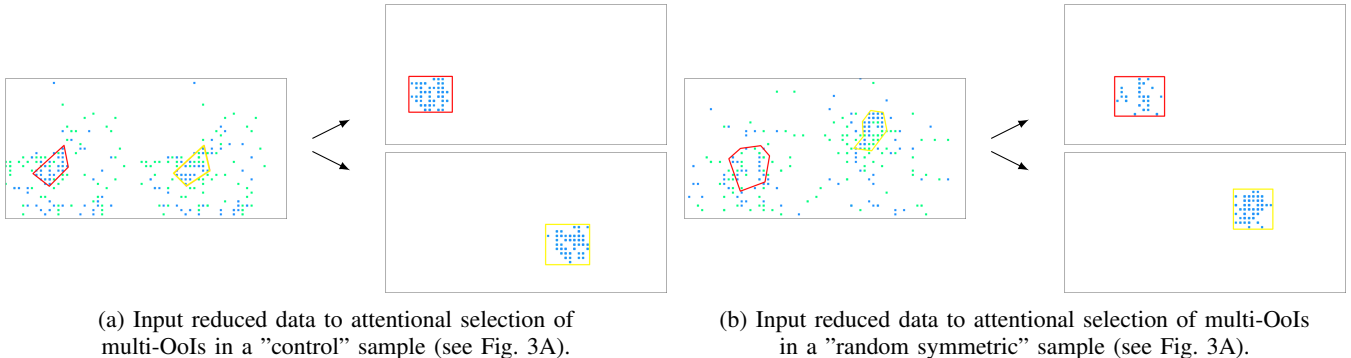 (a) Input reduced data to attentional selection of
multi-OoIs in a ”control” sample (see Fig. 3A).
(b) Input reduced data to attentional selection of multi-OoIs
in a ”random symmetric” sample (see Fig. 3A).